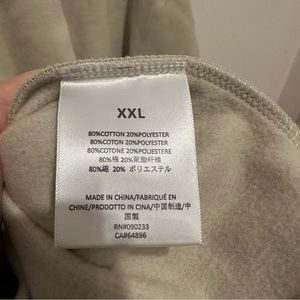 XXL
80%COTTON 20%POLYESTER
80%COTTON 20%POLYESTER
80%COTONE 20%POLIESTERE
80%棉 20%聚酯纤维
80%綿 20% ポリエステル
MADE IN CHINA/FABRIQUÉ EN
CHINE/PRODOTTO IN CINA/中国制造/中
国製
RN#090233
CA#64896